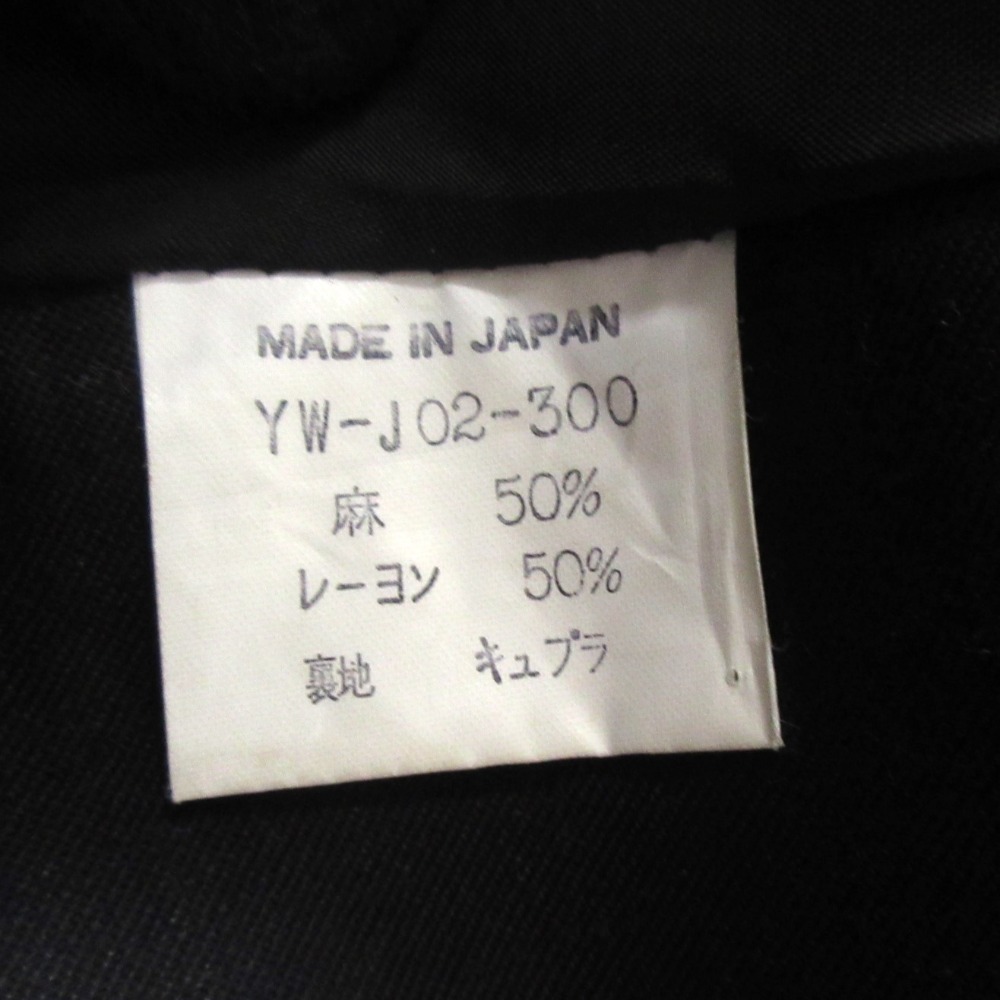 MADE IN JAPAN
YW-J02-300
麻 50%
レーヨン 50%
裏地 キュプラ